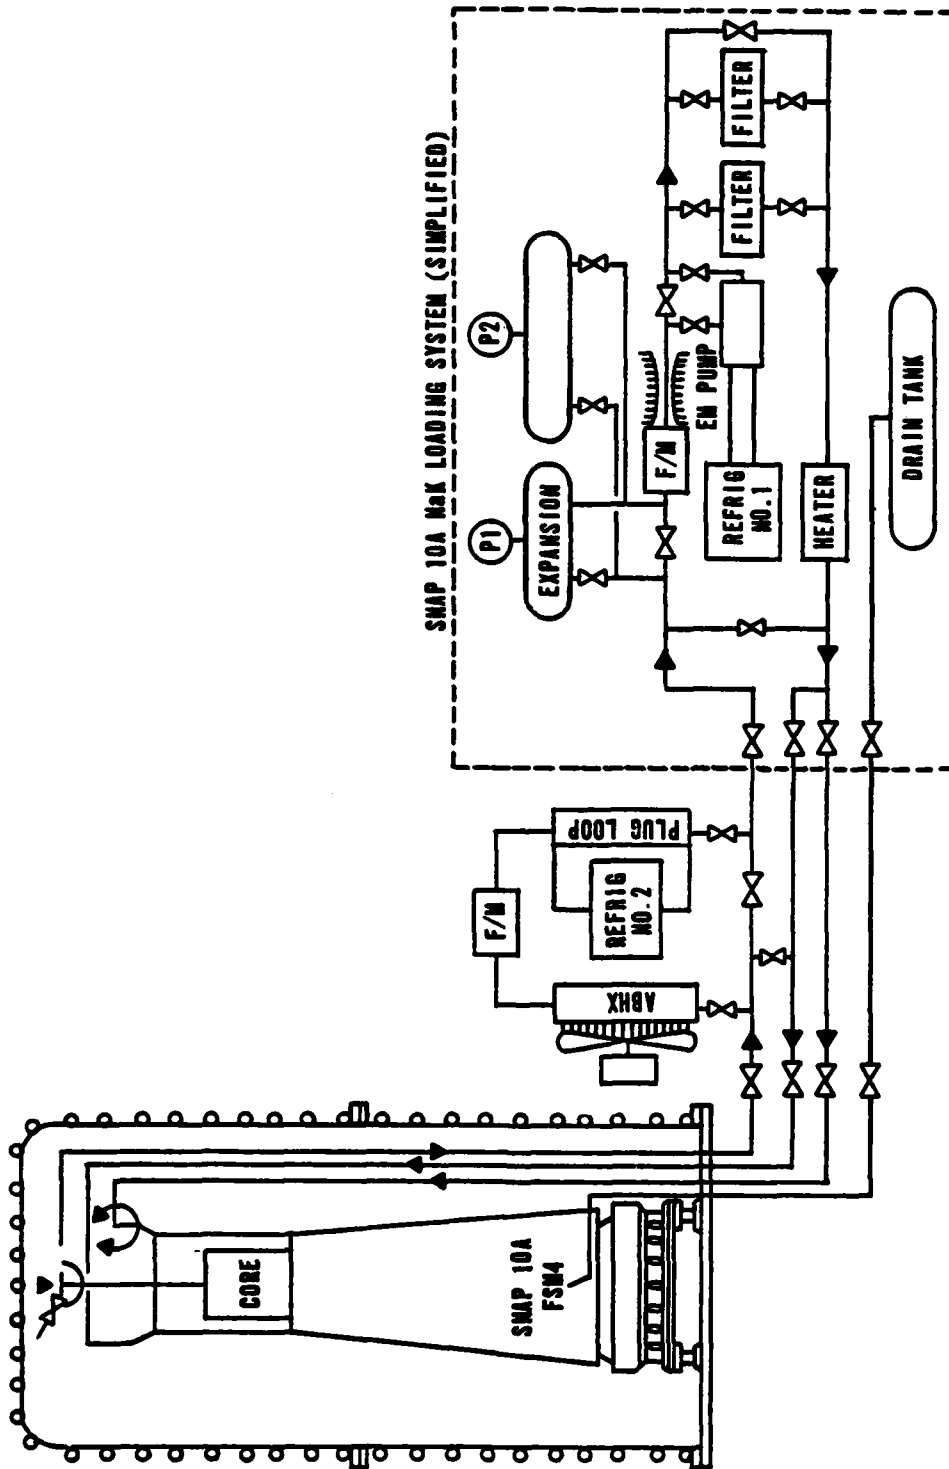 SNAP 10A NaK LOADING SYSTEM (SIMPLIFIED)
P1
P2
EXPANSION
F/M
EM PUMP
REFRIG
NO.1
FILTER
FILTER
HEATER
DRAIN TANK
F/M
PLUG LOOP
REFRIG
NO.2
ABHX
CORE
SNAP 10A
FSM4